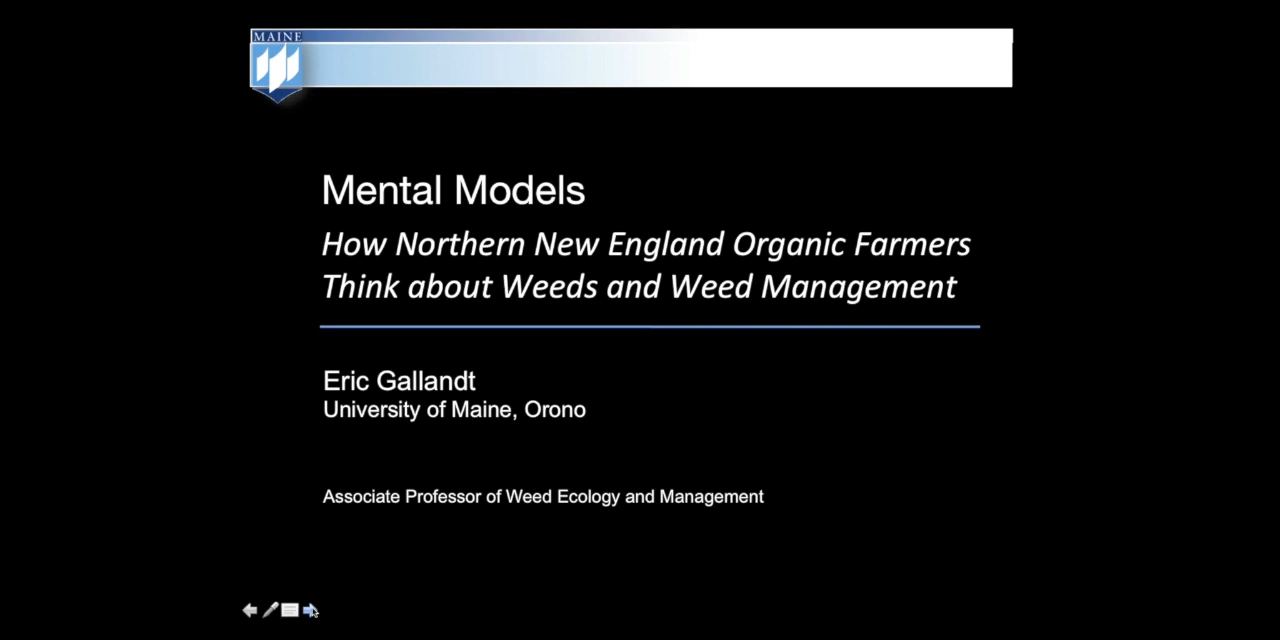 MAINE
Mental Models
How Northern New England Organic Farmers
Think about Weeds and Weed Management
Eric Gallandt
University of Maine, Orono
Associate Professor of Weed Ecology and Management